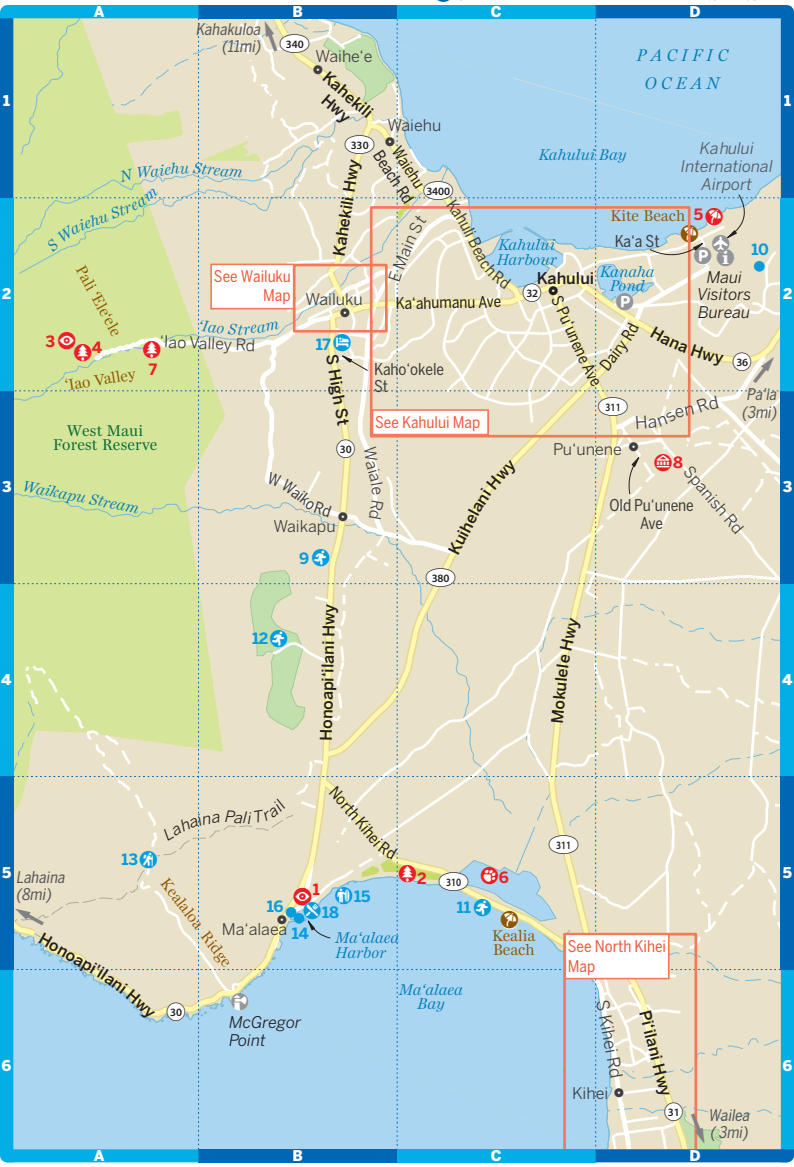 A
B
C
D
Kahakuloa
(11mi)
340
Waihe‘e
PACIFIC
OCEAN
1
1
Kahekili
Hwy
Waiehu
330
Waiehu
Beach Rd
Kahului Bay
Kahului
International
Airport
N Waiehu Stream
3400
S Waiehu Stream
Kahekili Hwy
E Main St
Kahuli Beach Rd
Kite Beach
5
Ka‘a St
P
i
10
Kahului
Harbour
Kahului
Kanaha
Pond
P
Maui
Visitors
Bureau
2
2
Pali ‘Ele‘ele
See Wailuku
Map
Wailuku
Ka‘ahumanu Ave
32
S Pu‘unene Ave
Dairy Rd
Hana Hwy
36
‘Iao Stream
3
4
7
‘Iao Valley Rd
‘Iao Valley
17
Kaho‘okele
St
S High St
Pa‘Ia
(3mi)
311
Hansen Rd
See Kahului Map
West Maui
Forest Reserve
30
Pu‘unene
8
3
3
Waikapu Stream
W Waiko Rd
Waiale Rd
Kuihelani Hwy
Spanish Rd
Old Pu‘unene
Ave
Waikapu
9
380
12
Honoapi‘ilani Hwy
Mokulele Hwy
4
4
North Kihei Rd
Lahaina Pali Trail
311
13
5
5
Lahaina
(8mi)
Kealaloa Ridge
2
310
6
1
15
16
18
14
11
Ma‘alaea
Ma‘alaea
Harbor
Kealia
Beach
See North Kihei
Map
Honoapi‘ilani Hwy
30
McGregor
Point
Ma‘alaea
Bay
S Kihei Rd
Pi‘ilani Hwy
6
6
Kihei
31
Wailea
( 3mi)
A
B
C
D